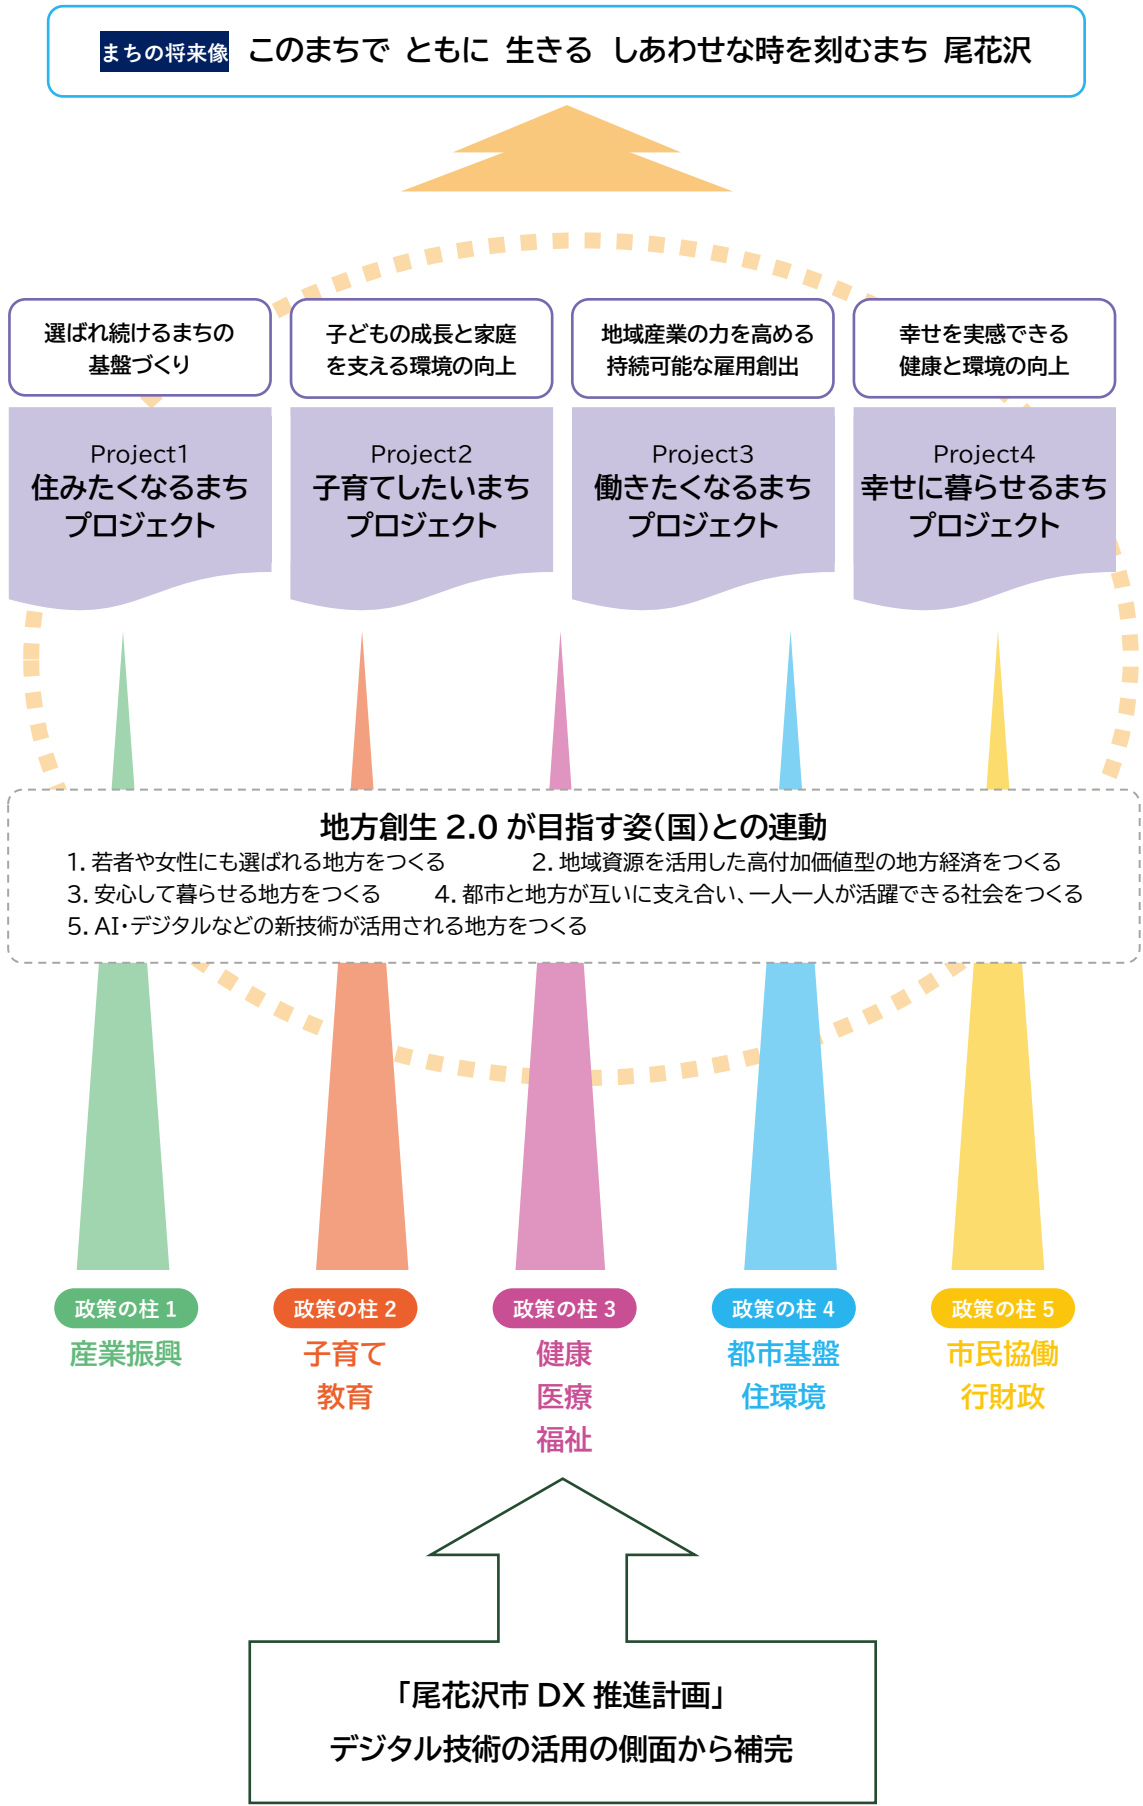 まちの将来像 このまちで ともに 生きる しあわせな時を刻むまち 尾花沢
選ばれ続けるまちの
基盤づくり
子どもの成長と家庭
を支える環境の向上
地域産業の力を高める
持続可能な雇用創出
幸せを実感できる
健康と環境の向上
Project1
住みたくなるまち
プロジェクト
Project2
子育てしたいまち
プロジェクト
Project3
働きたくなるまち
プロジェクト
Project4
幸せに暮らせるまち
プロジェクト
地方創生 2.0 が目指す姿(国)との連動
1. 若者や女性にも選ばれる地方をつくる 2. 地域資源を活用した高付加価値型の地方経済をつくる
3. 安心して暮らせる地方をつくる 4. 都市と地方が互いに支え合い、一人一人が活躍できる社会をつくる
5. AI・デジタルなどの新技術が活用される地方をつくる
政策の柱 1
産業振興
政策の柱 2
子育て
教育
政策の柱 3
健康
医療
福祉
政策の柱 4
都市基盤
住環境
政策の柱 5
市民協働
行財政
「尾花沢市 DX 推進計画」
デジタル技術の活用の側面から補完